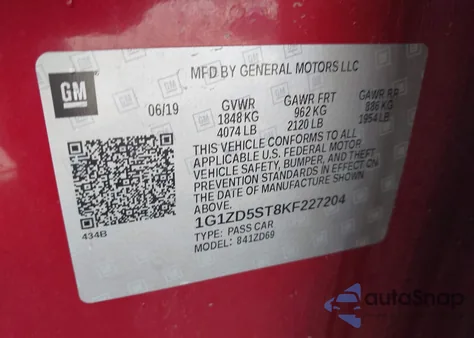 MFD BY GENERAL MOTORS LLC
GM
06/19
GVWR GAWR FRT GAWR RR
1848 KG 962 KG 886 KG
4074 LB 2120 LB 1954 LB
THIS VEHICLE CONFORMS TO ALL
APPLICABLE U.S. FEDERAL MOTOR
VEHICLE SAFETY, BUMPER, AND THEFT
PREVENTION STANDARDS IN EFFECT ON
THE DATE OF MANUFACTURE SHOWN
ABOVE.
1G1ZD5ST8KF227204
TYPE: PASS CAR
MODEL: 841ZD69
434B
autoSnap